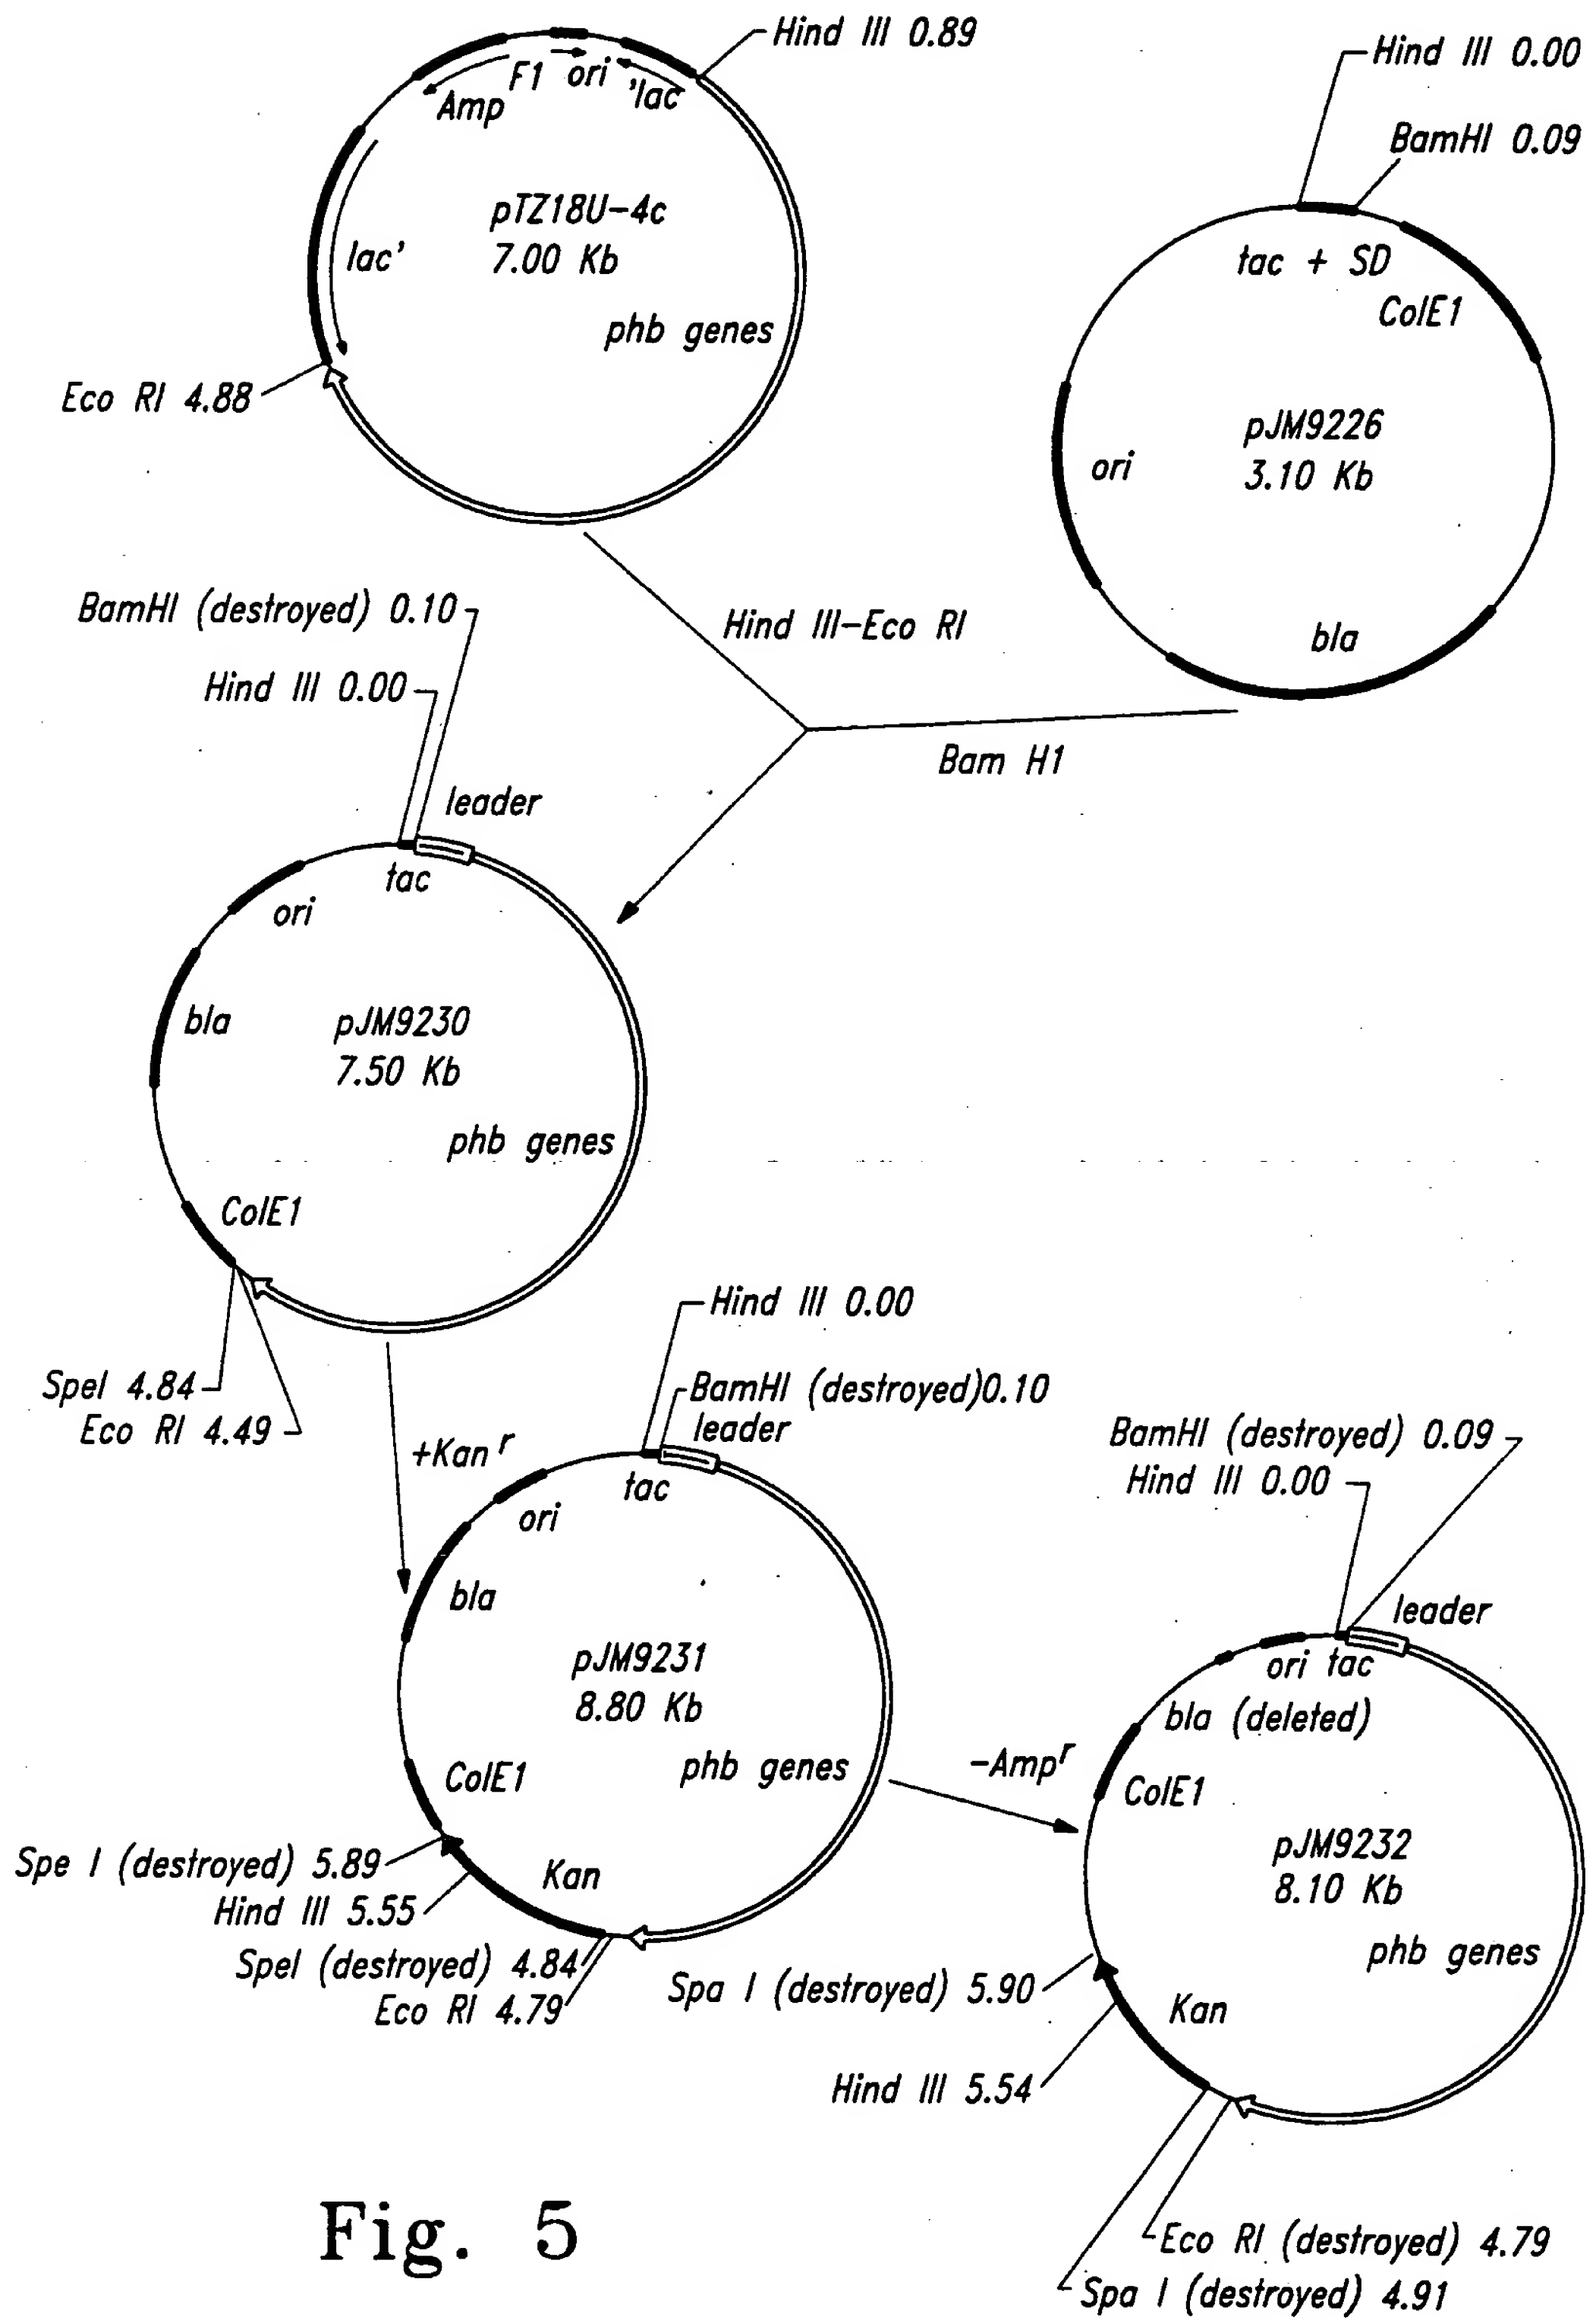 Hind III 0.89
F1 ori
'lac
Amp
pTZ18U-4c
7.00 Kb
lac'
phb genes
Eco RI 4.88
Hind III 0.00
BamHI 0.09
tac + SD
ColE1
pJM9226
3.10 Kb
ori
bla
Hind III-Eco RI
Bam H1
BamHI (destroyed) 0.10
Hind III 0.00
leader
tac
ori
bla
pJM9230
7.50 Kb
phb genes
ColE1
SpeI 4.84
Eco RI 4.49
+Kan r
Hind III 0.00
BamHI (destroyed)0.10
leader
tac
ori
bla
pJM9231
8.80 Kb
phb genes
ColE1
Spe I (destroyed) 5.89
Hind III 5.55
Kan
SpeI (destroyed) 4.84
Eco RI 4.79
-Amp r
BamHI (destroyed) 0.09
Hind III 0.00
leader
ori tac
bla (deleted)
ColE1
pJM9232
8.10 Kb
phb genes
Spa I (destroyed) 5.90
Kan
Hind III 5.54
Eco RI (destroyed) 4.79
Spa I (destroyed) 4.91
Fig. 5